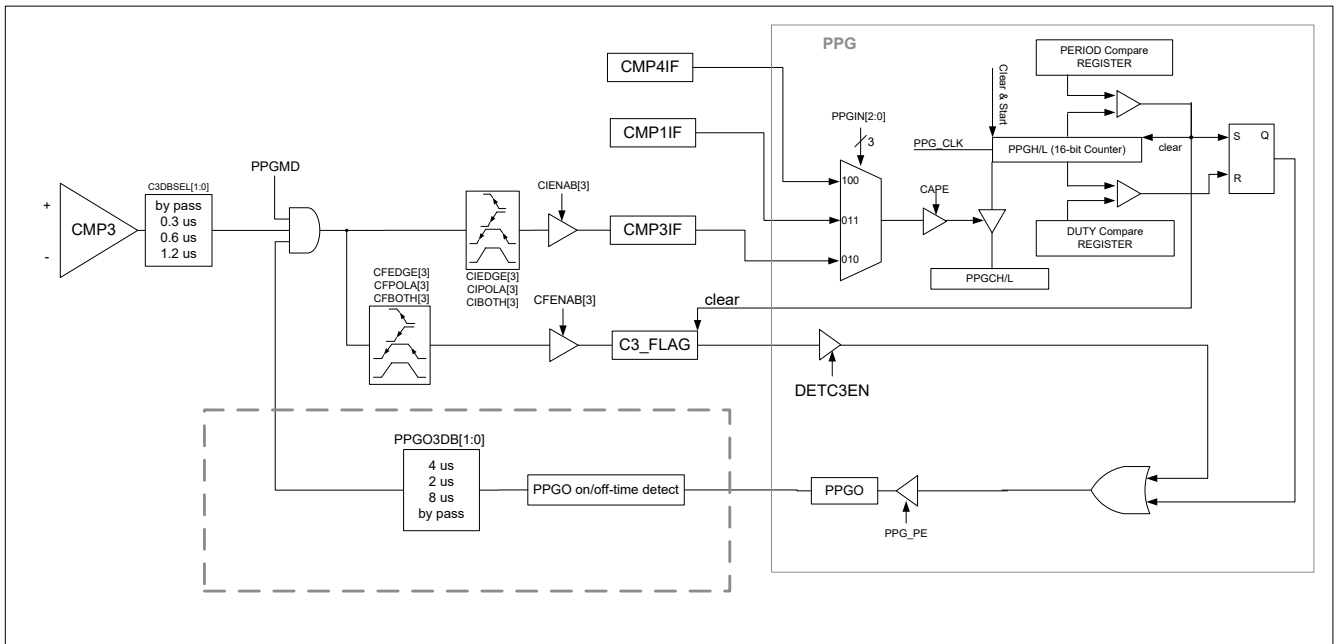 PPG
PERIOD Compare
REGISTER
CMP4IF
Clear & Start
PPGIN[2:0]
3
CMP1IF
PPG_CLK
PPGH/L (16-bit Counter)
clear
S
Q
R
PPGMD
C3DBSEL[1:0]
by pass
0.3 us
0.6 us
1.2 us
+
CMP3
-
CIENAB[3]
CMP3IF
100
011
010
CAPE
DUTY Compare
REGISTER
PPGCH/L
CIEDGE[3]
CIPOLA[3]
CIBOTH[3]
CFEDGE[3]
CFPOLA[3]
CFBOTH[3]
CFENAB[3]
clear
C3_FLAG
DETC3EN
PPGO3DB[1:0]
4 us
2 us
8 us
by pass
PPGO on/off-time detect
PPGO
PPG_PE